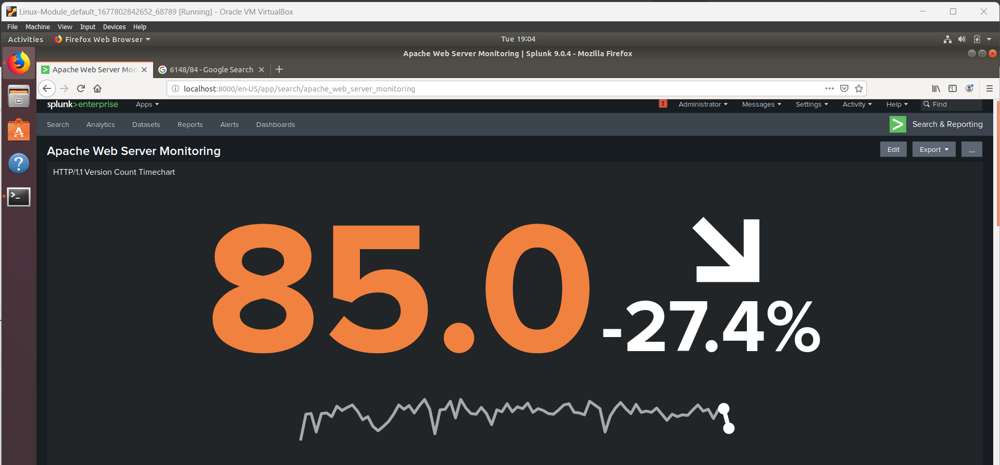 Linux-Module_default_1677802842652_68789 [Running] - Oracle VM VirtualBox
File Machine View Input Devices Help
Activities Firefox Web Browser Tue 19:04
Apache Web Server Monitoring | Splunk 9.0.4 - Mozilla Firefox
Apache Web Server Mon 6148/84 - Google Search
localhost:8000/en-US/app/search/apache_web_server_monitoring
splunk>enterprise Apps ! Administrator Messages Settings Activity Help Find
Search Analytics Datasets Reports Alerts Dashboards > Search & Reporting
Apache Web Server Monitoring Edit Export ...
HTTP/1.1 Version Count Timechart
85.0
-27.4%